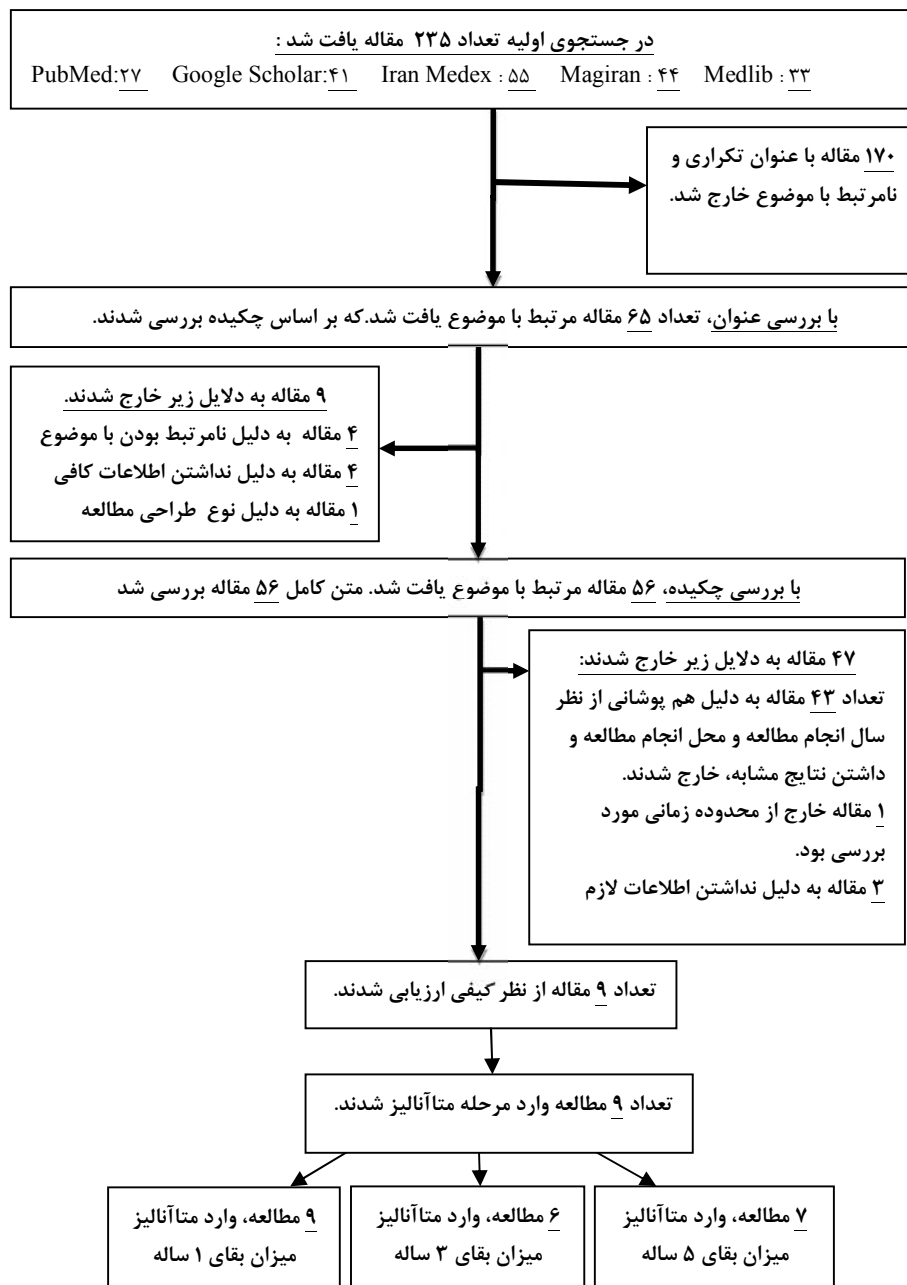 در جستجوی اولیه تعداد ۲۳۵ مقاله یافت شد :
PubMed:۲۷ Google Scholar:۴۱ Iran Medex : ۵۵ Magiran : ۴۴ Medlib : ۳۳
۱۷۰ مقاله با عنوان تکراری و
نامرتبط با موضوع خارج شد.
با بررسی عنوان، تعداد ۶۵ مقاله مرتبط با موضوع یافت شد.که بر اساس چکیده بررسی شدند.
۹ مقاله به دلایل زیر خارج شدند.
۴ مقاله به دلیل نامرتبط بودن با موضوع
۴ مقاله به دلیل نداشتن اطلاعات کافی
۱ مقاله به دلیل نوع طراحی مطالعه
با بررسی چکیده، ۵۶ مقاله مرتبط با موضوع یافت شد. متن کامل ۵۶ مقاله بررسی شد
۴۷ مقاله به دلایل زیر خارج شدند:
تعداد ۴۳ مقاله به دلیل هم پوشانی از نظر
سال انجام مطالعه و محل انجام مطالعه و
داشتن نتایج مشابه، خارج شدند.
۱ مقاله خارج از محدوده زمانی مورد
بررسی بود.
۳ مقاله به دلیل نداشتن اطلاعات لازم
تعداد ۹ مقاله از نظر کیفی ارزیابی شدند.
تعداد ۹ مطالعه وارد مرحله متاآنالیز شدند.
۷ مطالعه، وارد متاآنالیز
میزان بقای ۵ ساله
۶ مطالعه، وارد متاآنالیز
میزان بقای ۳ ساله
۹ مطالعه، وارد متاآنالیز
میزان بقای ۱ ساله